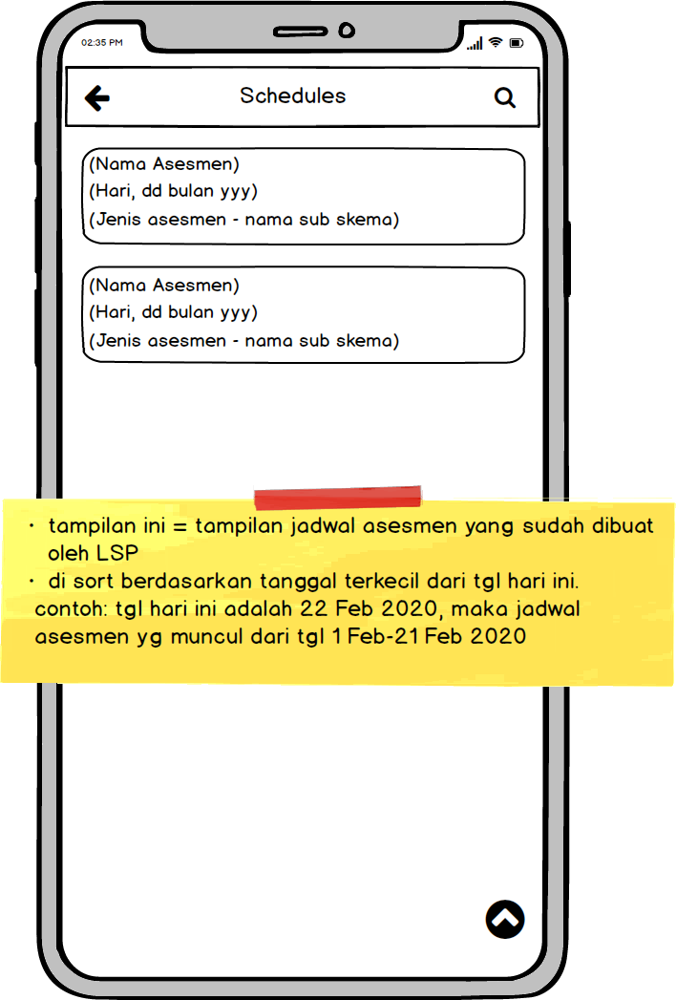 02:35 PM
Schedules
(Nama Asesmen)
(Hari, dd bulan yyy)
(Jenis asesmen - nama sub skema)
(Nama Asesmen)
(Hari, dd bulan yyy)
(Jenis asesmen - nama sub skema)
• tampilan ini = tampilan jadwal asesmen yang sudah dibuat
oleh LSP
• di sort berdasarkan tanggal terkecil dari tgl hari ini.
contoh: tgl hari ini adalah 22 Feb 2020, maka jadwal
asesmen yg muncul dari tgl 1 Feb-21 Feb 2020